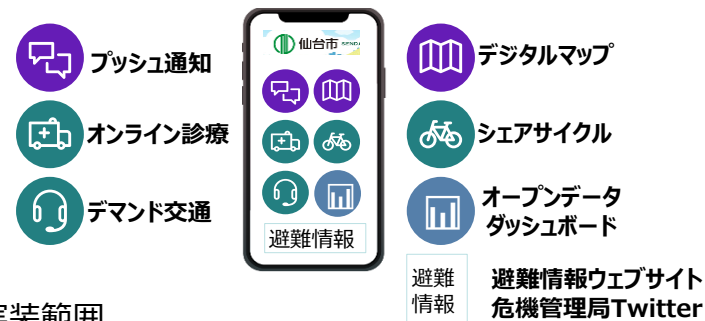 プッシュ通知
オンライン診療
デマンド交通
仙台市
避難情報
デジタルマップ
シェアサイクル
オープンデータ
ダッシュボード
避難
情報
避難情報ウェブサイト
危機管理局Twitter
実装範囲